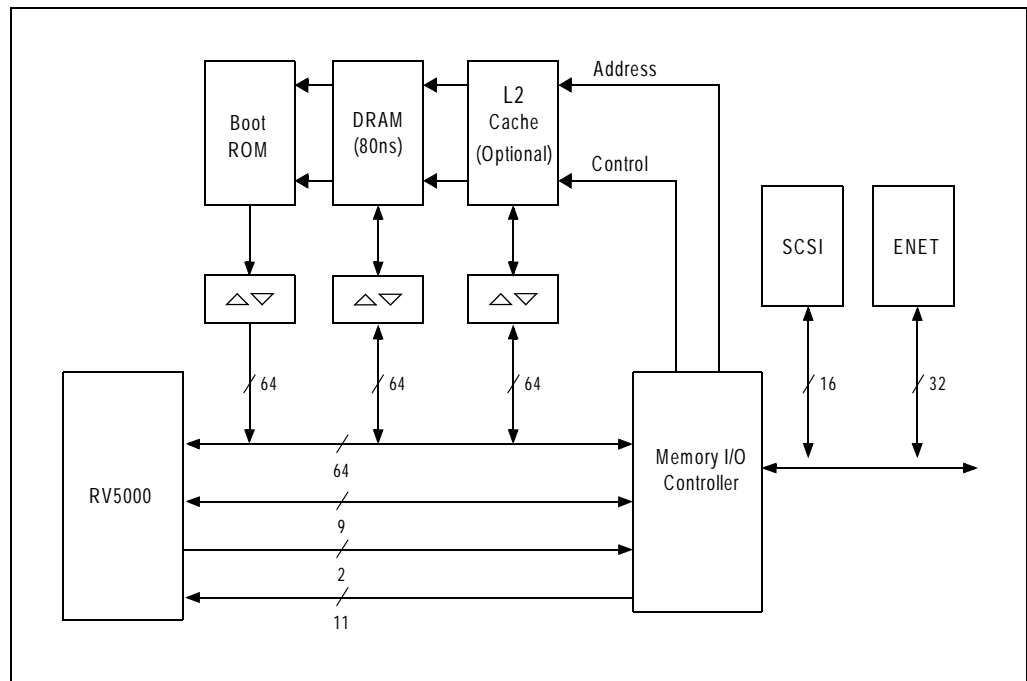 Address
Boot
ROM
DRAM
(80ns)
L2
Cache
(Optional)
Control
SCSI
ENET
64
64
64
16
32
RV5000
64
9
2
11
Memory I/O
Controller